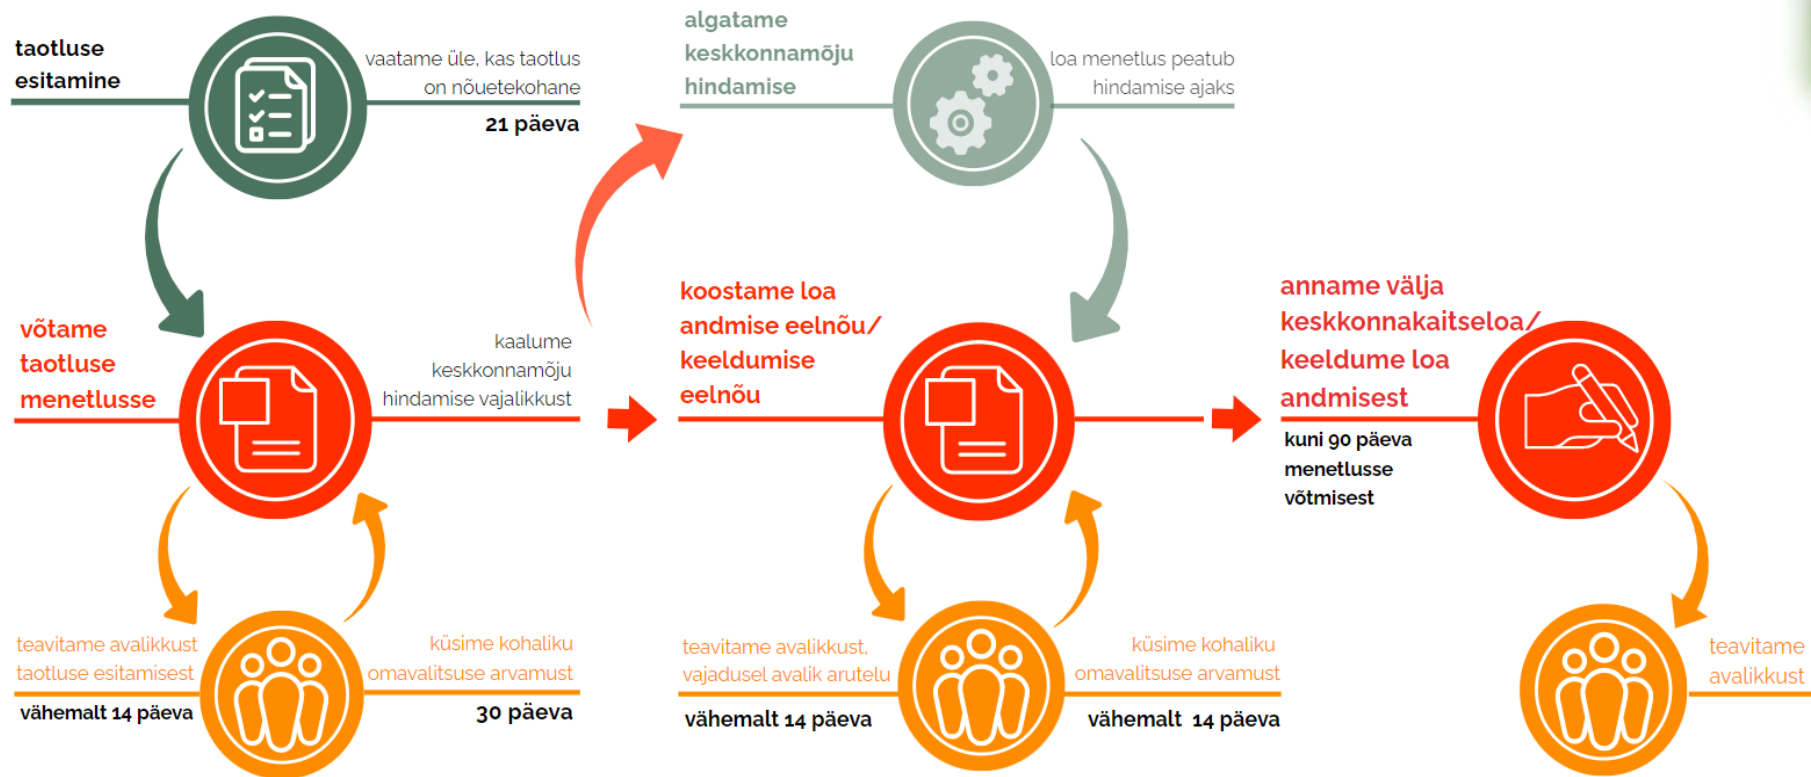 taotluse
esitamine
vaatame üle, kas taotlus
on nõuetekohane
21 päeva
algatame
keskkonnamõju
hindamise
loa menetlus peatub
hindamise ajaks
võtame
taotluse
menetlusse
kaalume
keskkonnamõju
hindamise vajalikkust
koostame loa
andmise eelnõu/
keeldumise
eelnõu
anname välja
keskkonnakaitseloa/
keeldume loa
andmisest
kuni 90 päeva
menetlusse
võtmisest
teavitame avalikkust
taotluse esitamisest
vähemalt 14 päeva
küsime kohaliku
omavalitsuse arvamust
30 päeva
teavitame avalikkust,
vajadusel avalik arutelu
vähemalt 14 päeva
küsime kohaliku
omavalitsuse arvamust
vähemalt 14 päeva
teavitame
avalikkust